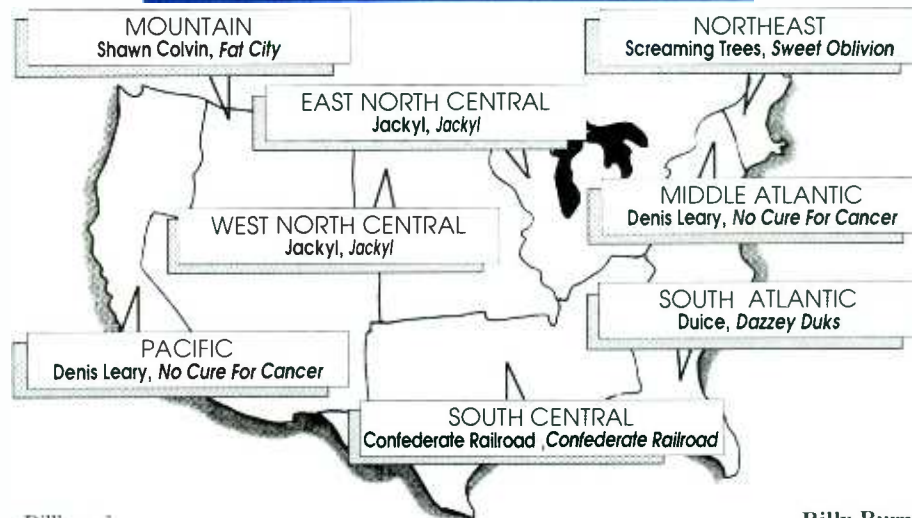 MOUNTAIN
Shawn Colvin, Fat City
NORTHEAST
Screaming Trees, Sweet Oblivion
EAST NORTH CENTRAL
Jackyl, Jackyl
MIDDLE ATLANTIC
Denis Leary, No Cure For Cancer
WEST NORTH CENTRAL
Jackyl, Jackyl
SOUTH ATLANTIC
Duice, Dazzey Duks
PACIFIC
Denis Leary, No Cure For Cancer
SOUTH CENTRAL
Confederate Railroad ,Confederate Railroad